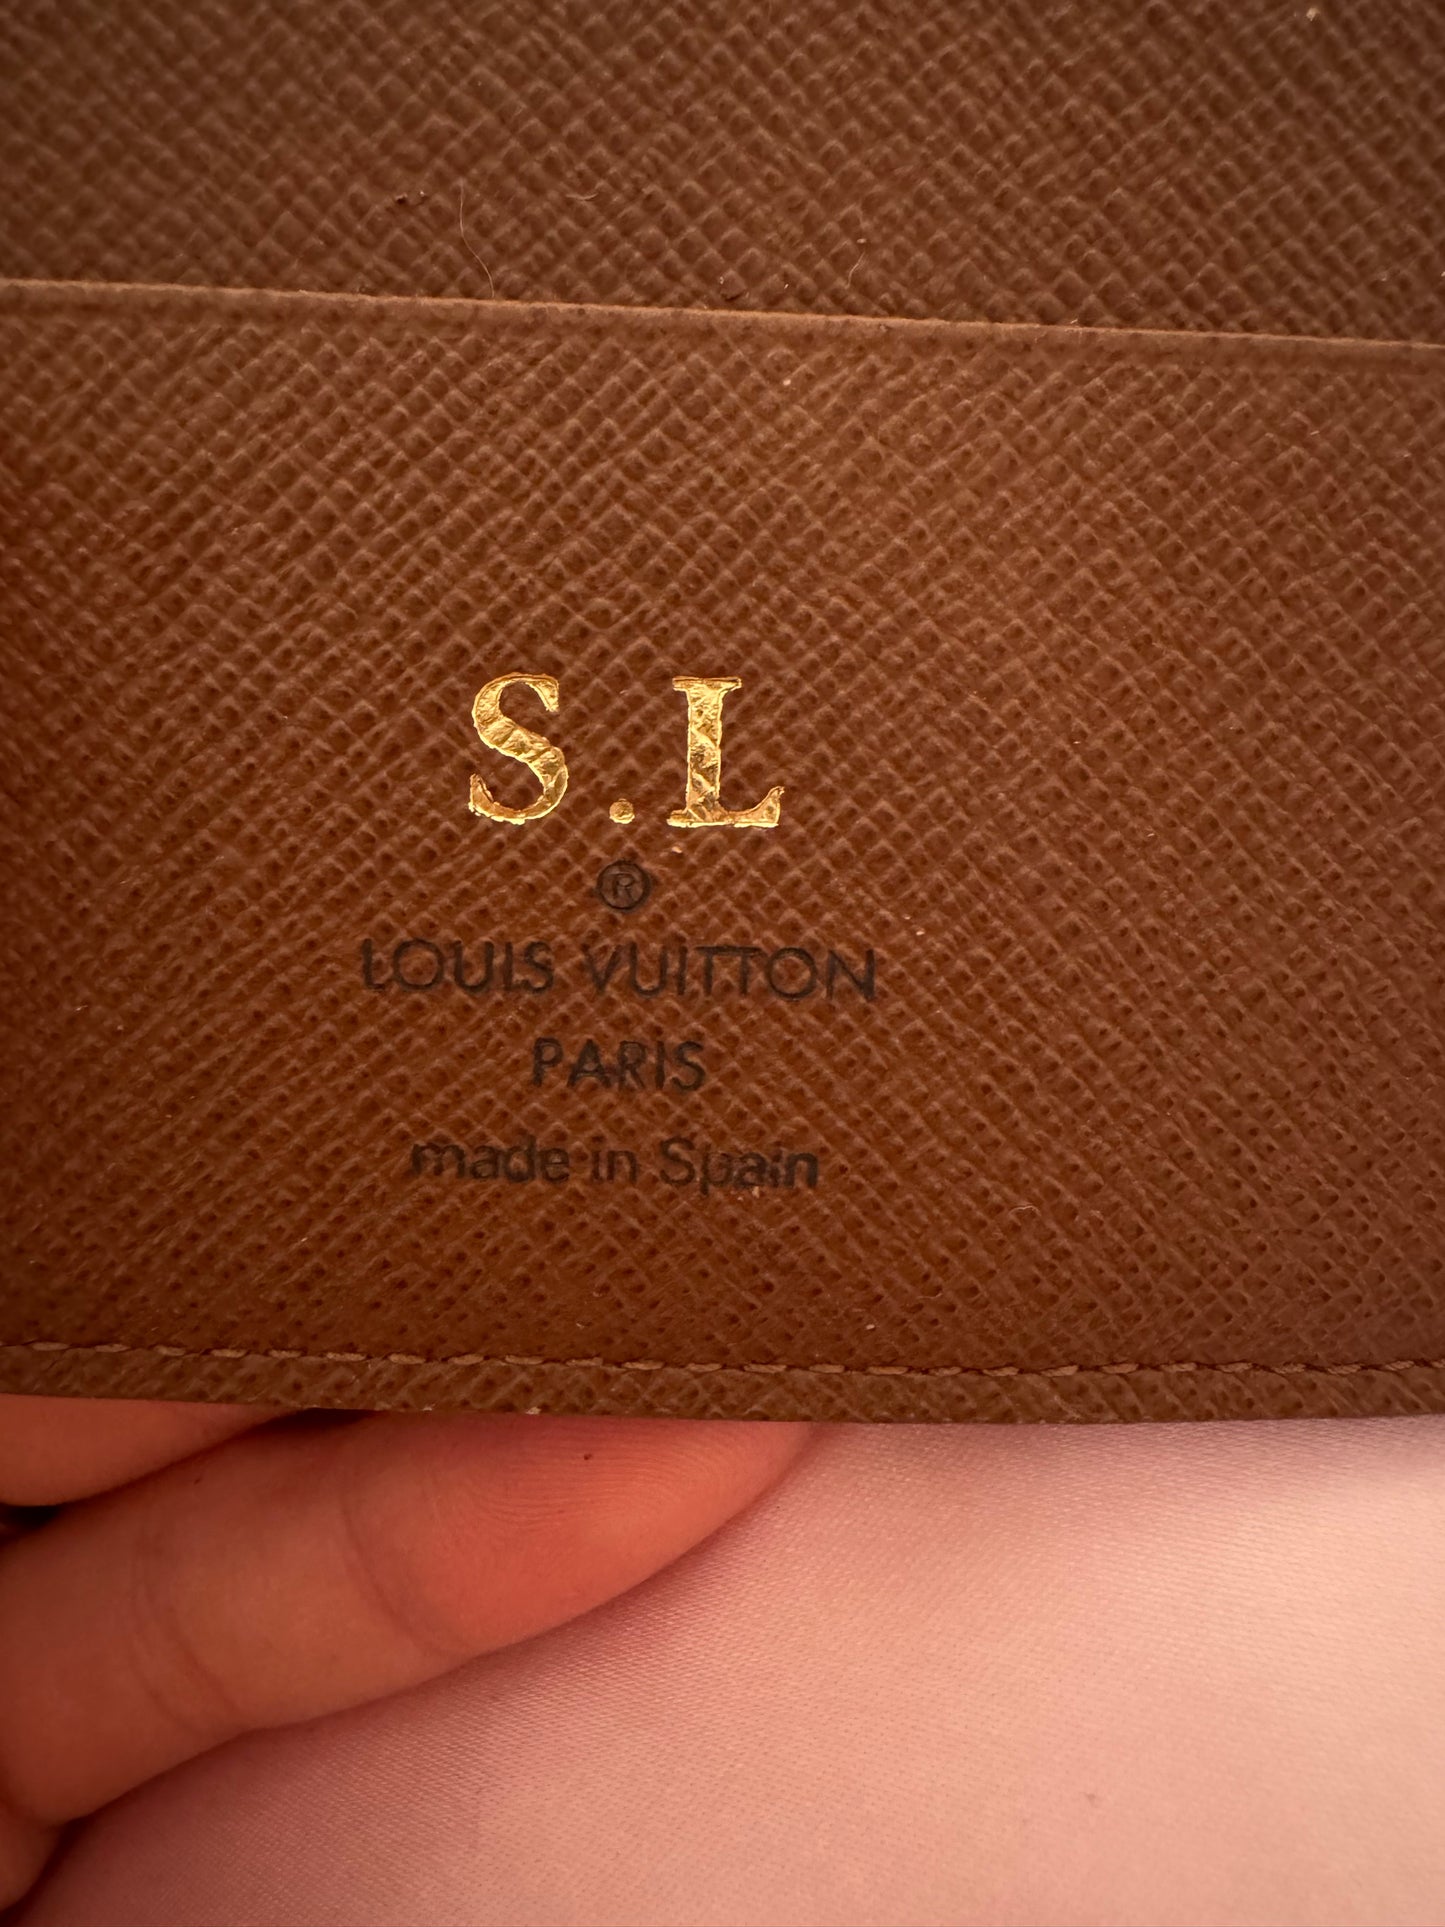 S.L
®
LOUIS VUITTON
PARIS
made in Spain